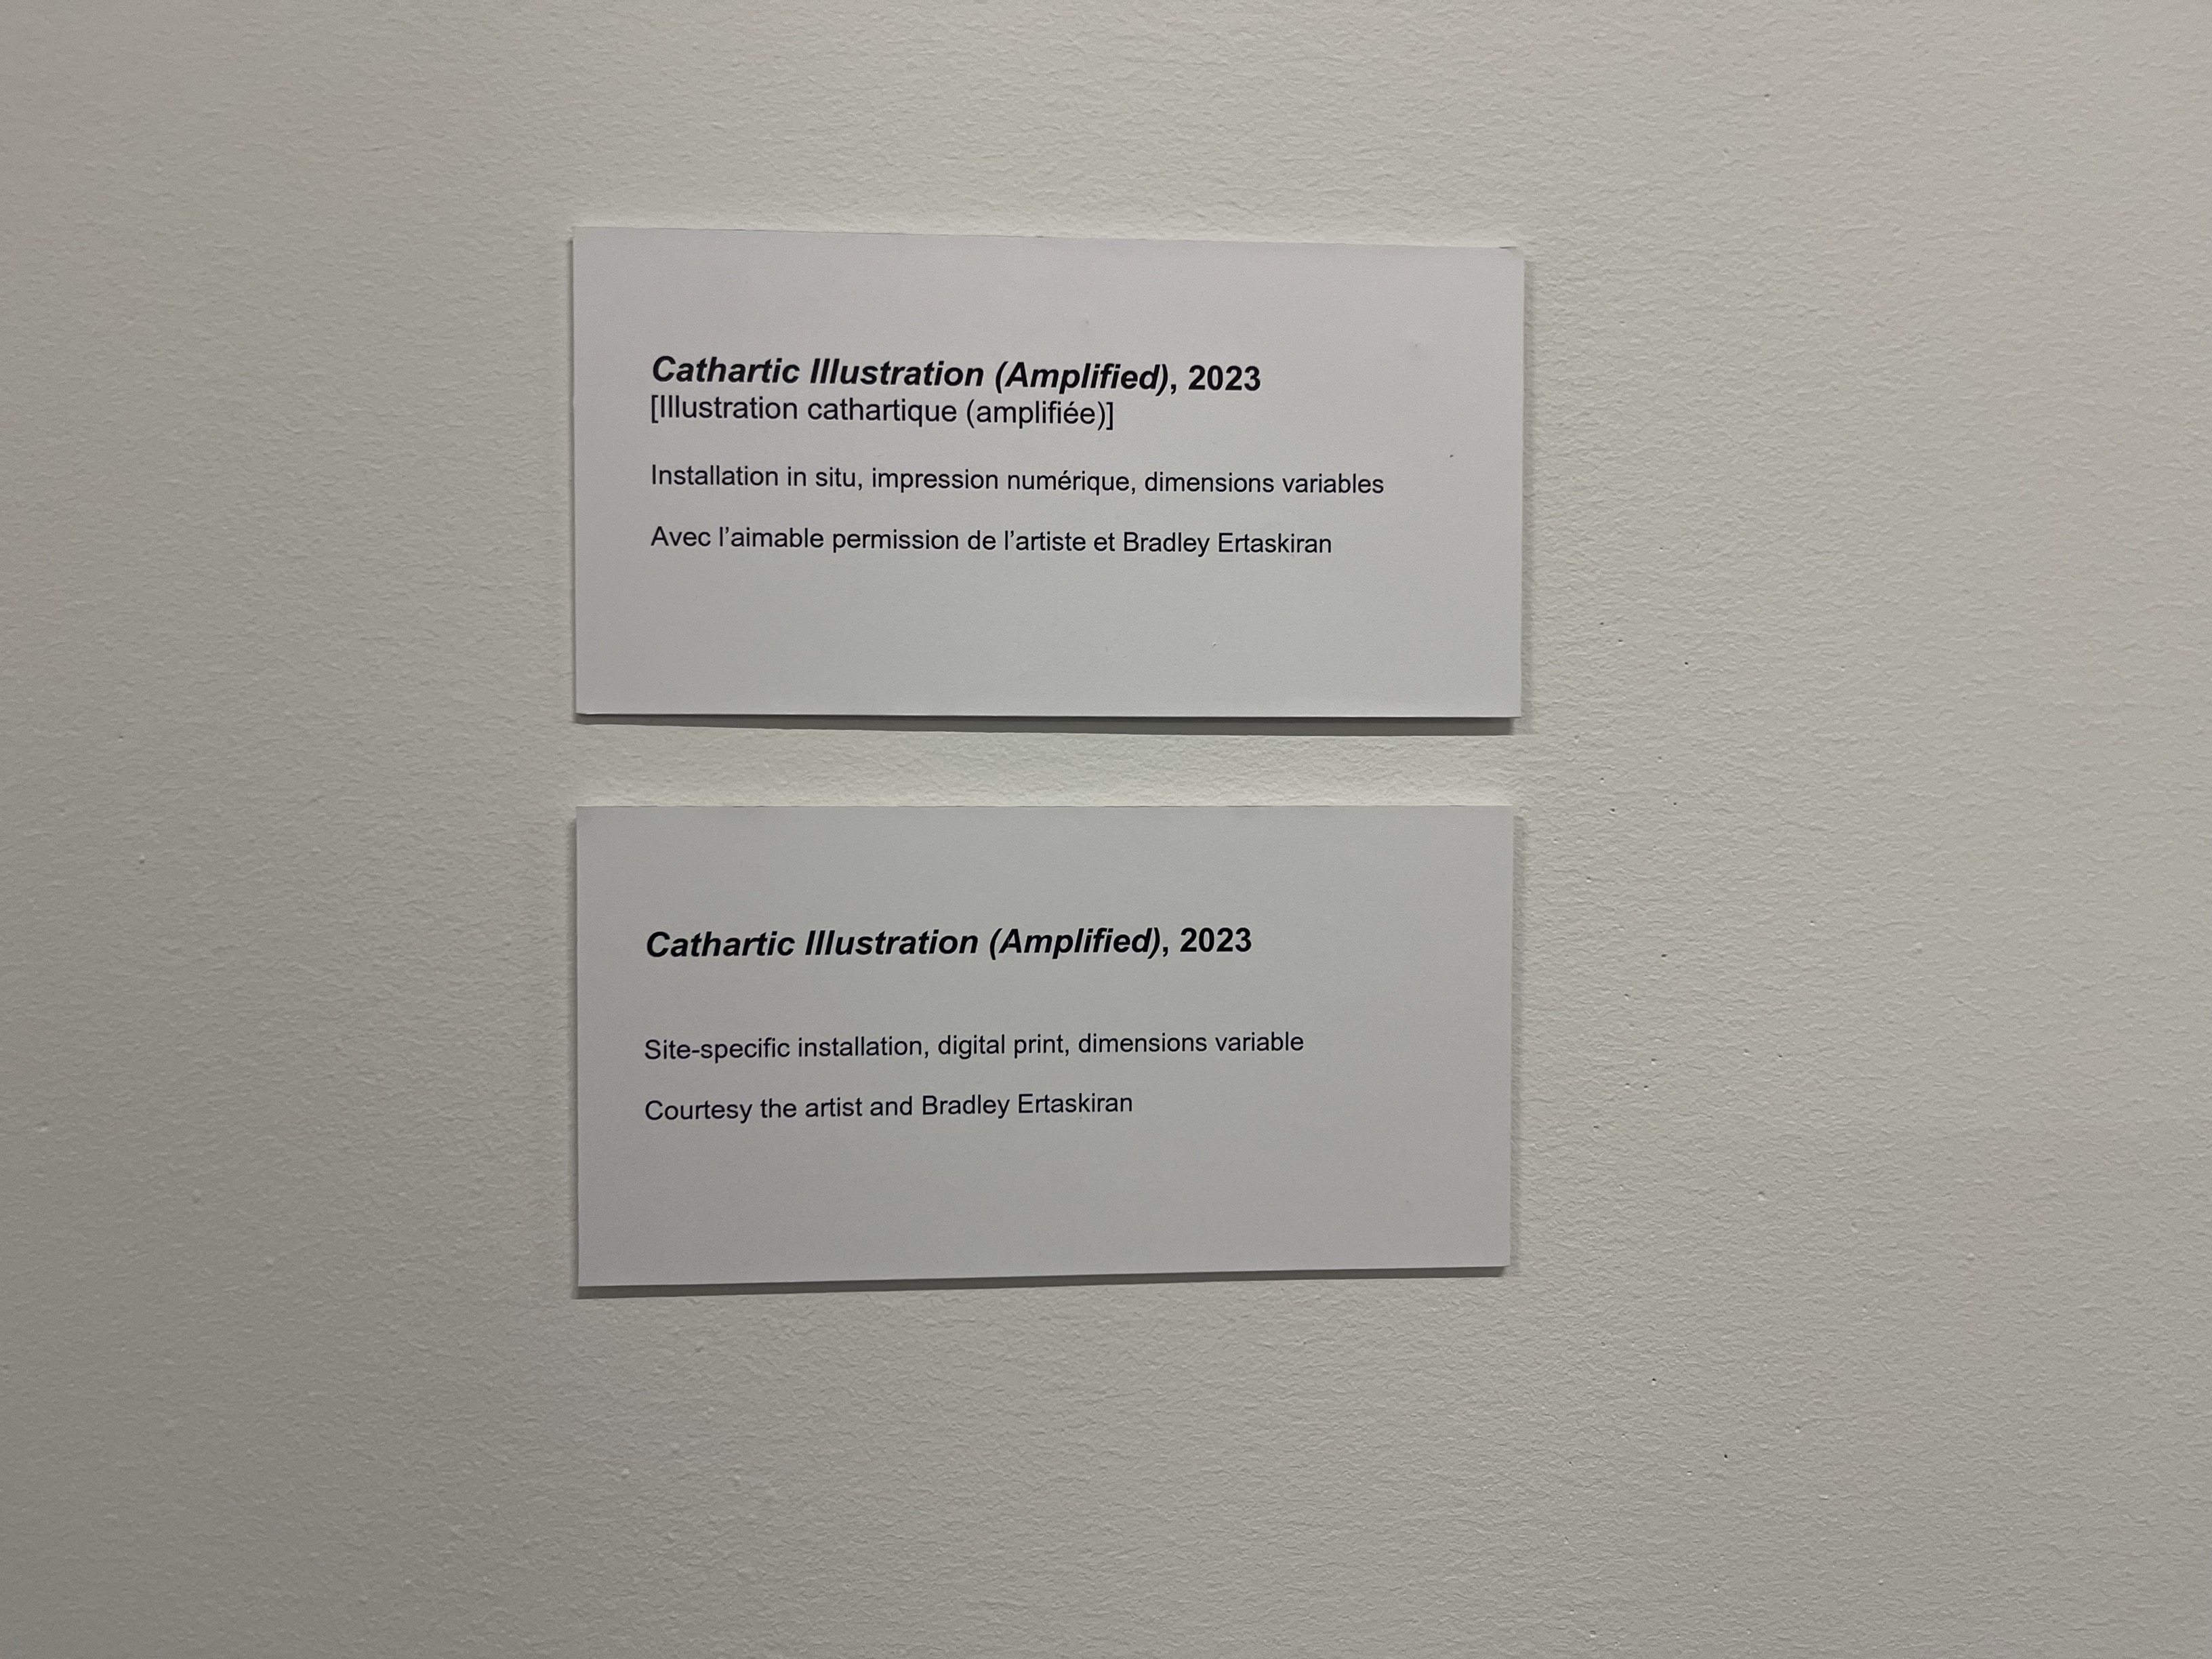 Cathartic Illustration (Amplified), 2023
[Illustration cathartique (amplifiée)]
Installation in situ, impression numérique, dimensions variables
Avec l’aimable permission de l’artiste et Bradley Ertaskiran
Cathartic Illustration (Amplified), 2023
Site-specific installation, digital print, dimensions variable
Courtesy the artist and Bradley Ertaskiran